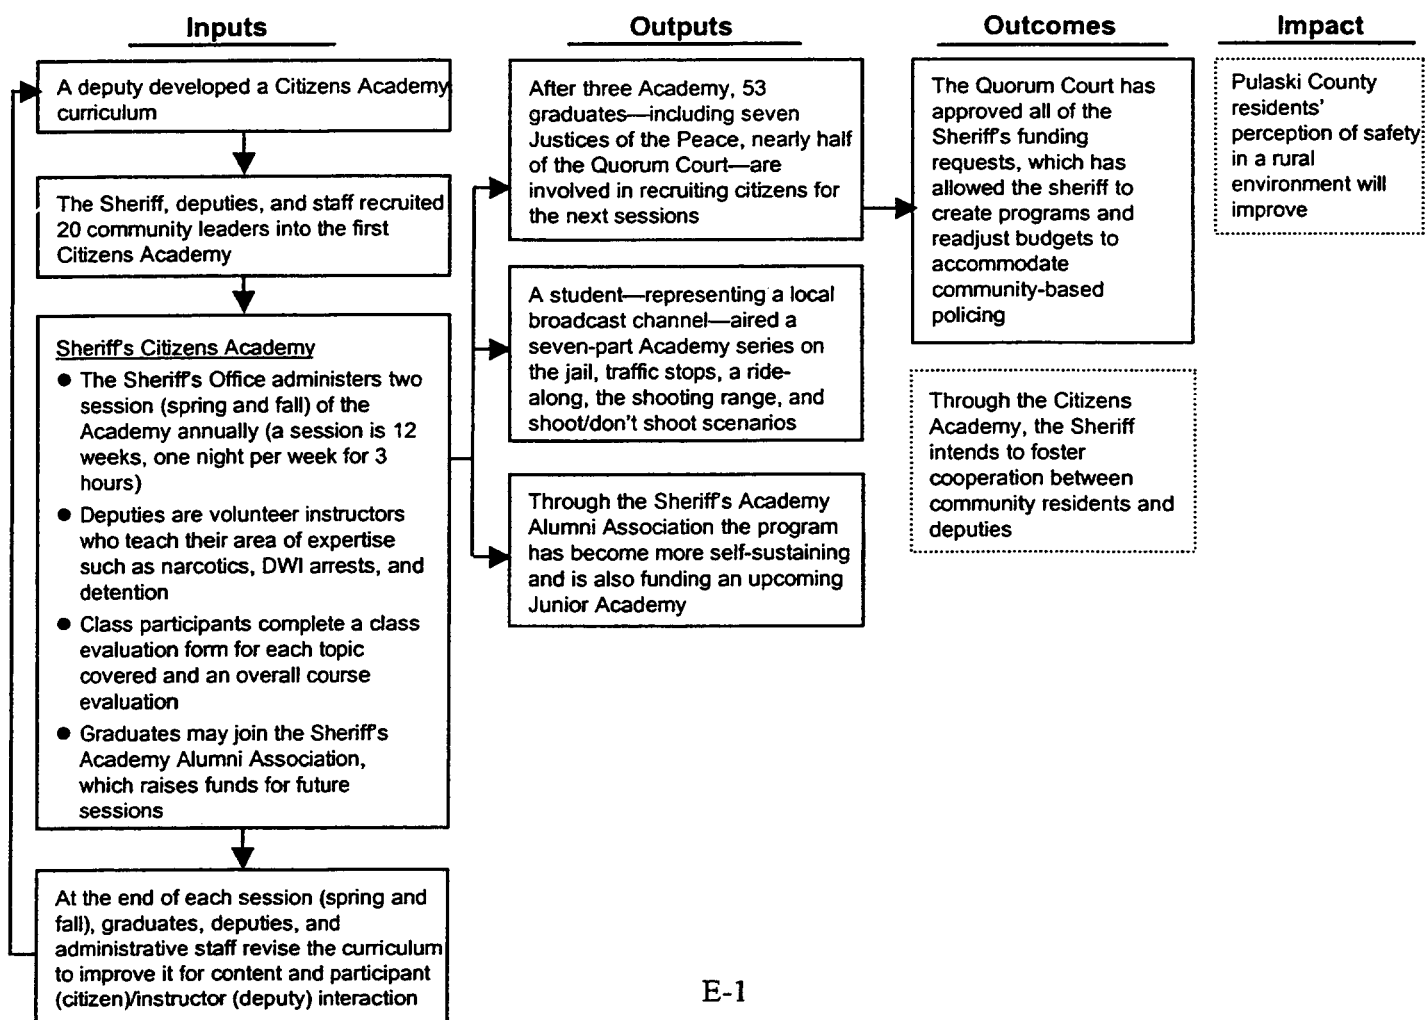 Inputs
A deputy developed a Citizens Academy
curriculum
The Sheriff, deputies, and staff recruited
20 community leaders into the first
Citizens Academy
Sheriff's Citizens Academy
● The Sheriff's Office administers two
session (spring and fall) of the
Academy annually (a session is 12
weeks, one night per week for 3
hours)
● Deputies are volunteer instructors
who teach their area of expertise
such as narcotics, DWI arrests, and
detention
● Class participants complete a class
evaluation form for each topic
covered and an overall course
evaluation
● Graduates may join the Sheriff's
Academy Alumni Association,
which raises funds for future
sessions
At the end of each session (spring and
fall), graduates, deputies, and
administrative staff revise the curriculum
to improve it for content and participant
(citizen)/instructor (deputy) interaction
Outputs
After three Academy, 53
graduates—including seven
Justices of the Peace, nearly half
of the Quorum Court—are
involved in recruiting citizens for
the next sessions
A student—representing a local
broadcast channel—aired a
seven-part Academy series on
the jail, traffic stops, a ride-
along, the shooting range, and
shoot/don't shoot scenarios
Through the Sheriff's Academy
Alumni Association the program
has become more self-sustaining
and is also funding an upcoming
Junior Academy
Outcomes
The Quorum Court has
approved all of the
Sheriff's funding
requests, which has
allowed the sheriff to
create programs and
readjust budgets to
accommodate
community-based
policing
Through the Citizens
Academy, the Sheriff
intends to foster
cooperation between
community residents and
deputies
Impact
Pulaski County
residents'
perception of safety
in a rural
environment will
improve
E-1